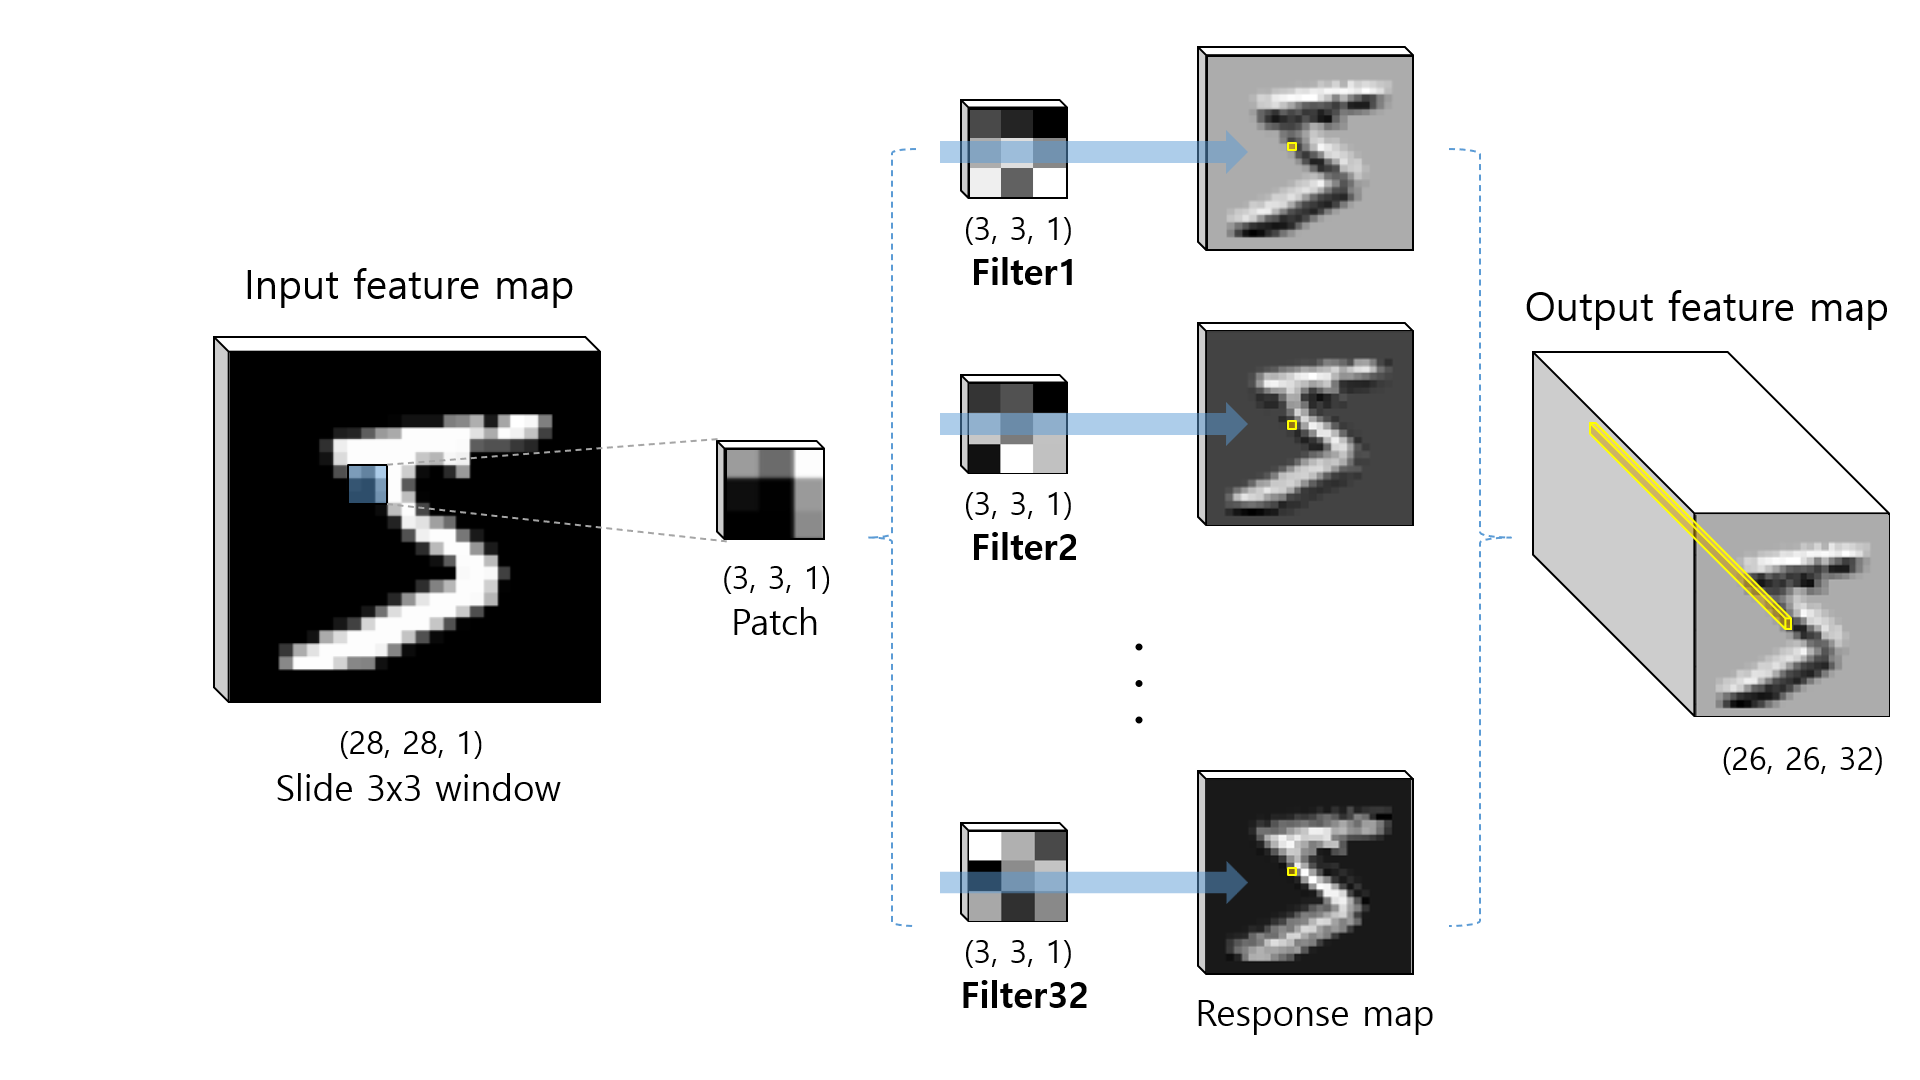 Input feature map
(28, 28, 1)
Slide 3x3 window
(3, 3, 1)
Patch
(3, 3, 1)
Filter1
(3, 3, 1)
Filter2
(3, 3, 1)
Filter32
Response map
Output feature map
(26, 26, 32)